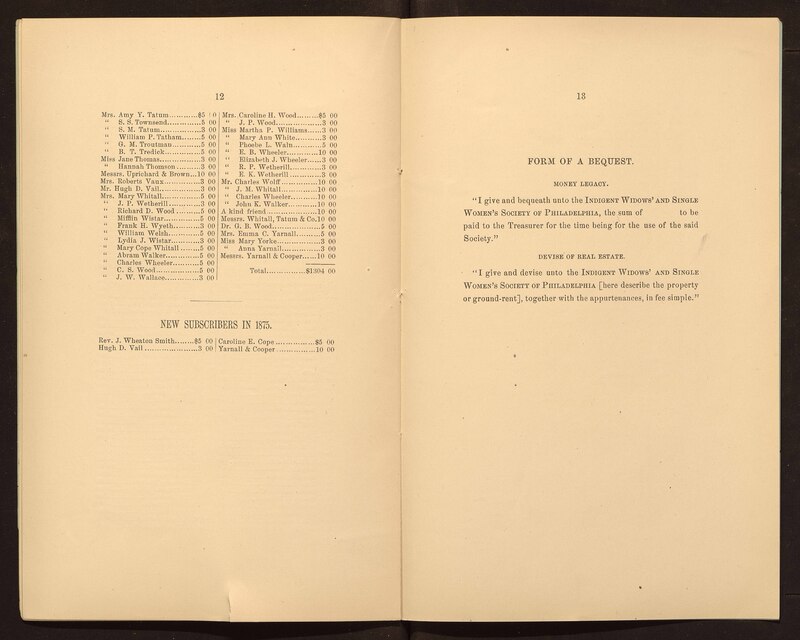 12
Mrs. Amy Y. Tatum............$5 00
" S. S. Townsend............5 00
" S. M. Tatum...............3 00
" William P. Tatham.......5 00
" G. M. Troutman..........5 00
" B. T. Tredick..............5 00
Miss Jane Thomas..............3 00
" Hannah Thomson.........3 00
Messrs. Uprichard & Brown...10 00
Mrs. Roberts Vaux..............3 00
Mr. Hugh D. Vail................3 00
Mrs. Mary Whitall..............5 00
" J. P. Wetherill.............3 00
" Richard D. Wood.........5 00
" Mifflin Wistar.............5 00
" Frank H. Wyeth..........3 00
" William Welsh............5 00
" Lydia J. Wistar...........3 00
" Mary Cope Whitall......5 00
" Abram Walker............5 00
" Charles Wheeler..........5 00
" C. S. Wood.................5 00
" J. W. Wallace.............3 00
Mrs. Caroline H. Wood........$5 00
" J. P. Wood..................3 00
Miss Martha P. Williams......3 00
" Mary Ann White..........3 00
" Phoebe L. Waln............5 00
" E. B. Wheeler..............10 00
" Elizabeth J. Wheeler.....3 00
" R. P. Wetherill.............3 00
" E. K. Wetherill............3 00
Mr. Charles Wolff...............10 00
" J. M. Whitall..............10 00
" Charles Wheeler..........10 00
" John K. Walker...........10 00
A kind friend....................10 00
Messrs. Whitall, Tatum & Co.10 00
Dr. G. B. Wood..................5 00
Mrs. Emma C. Yarnall.........5 00
Miss Mary Yorke................3 00
" Anna Yarnall...............3 00
Messrs. Yarnall & Cooper.....10 00
Total............$1304 00
NEW SUBSCRIBERS IN 1875.
Rev. J. Wheaton Smith........$5 00
Hugh D. Vail....................3 00
Caroline E. Cope................$5 00
Yarnall & Cooper...............10 00
13
FORM OF A BEQUEST.
MONEY LEGACY.
"I give and bequeath unto the INDIGENT WIDOWS' AND SINGLE
WOMEN'S SOCIETY OF PHILADELPHIA, the sum of to be
paid to the Treasurer for the time being for the use of the said
Society."
DEVISE OF REAL ESTATE.
"I give and devise unto the INDIGENT WIDOWS' AND SINGLE
WOMEN'S SOCIETY OF PHILADELPHIA [here describe the property
or ground-rent], together with the appurtenances, in fee simple."